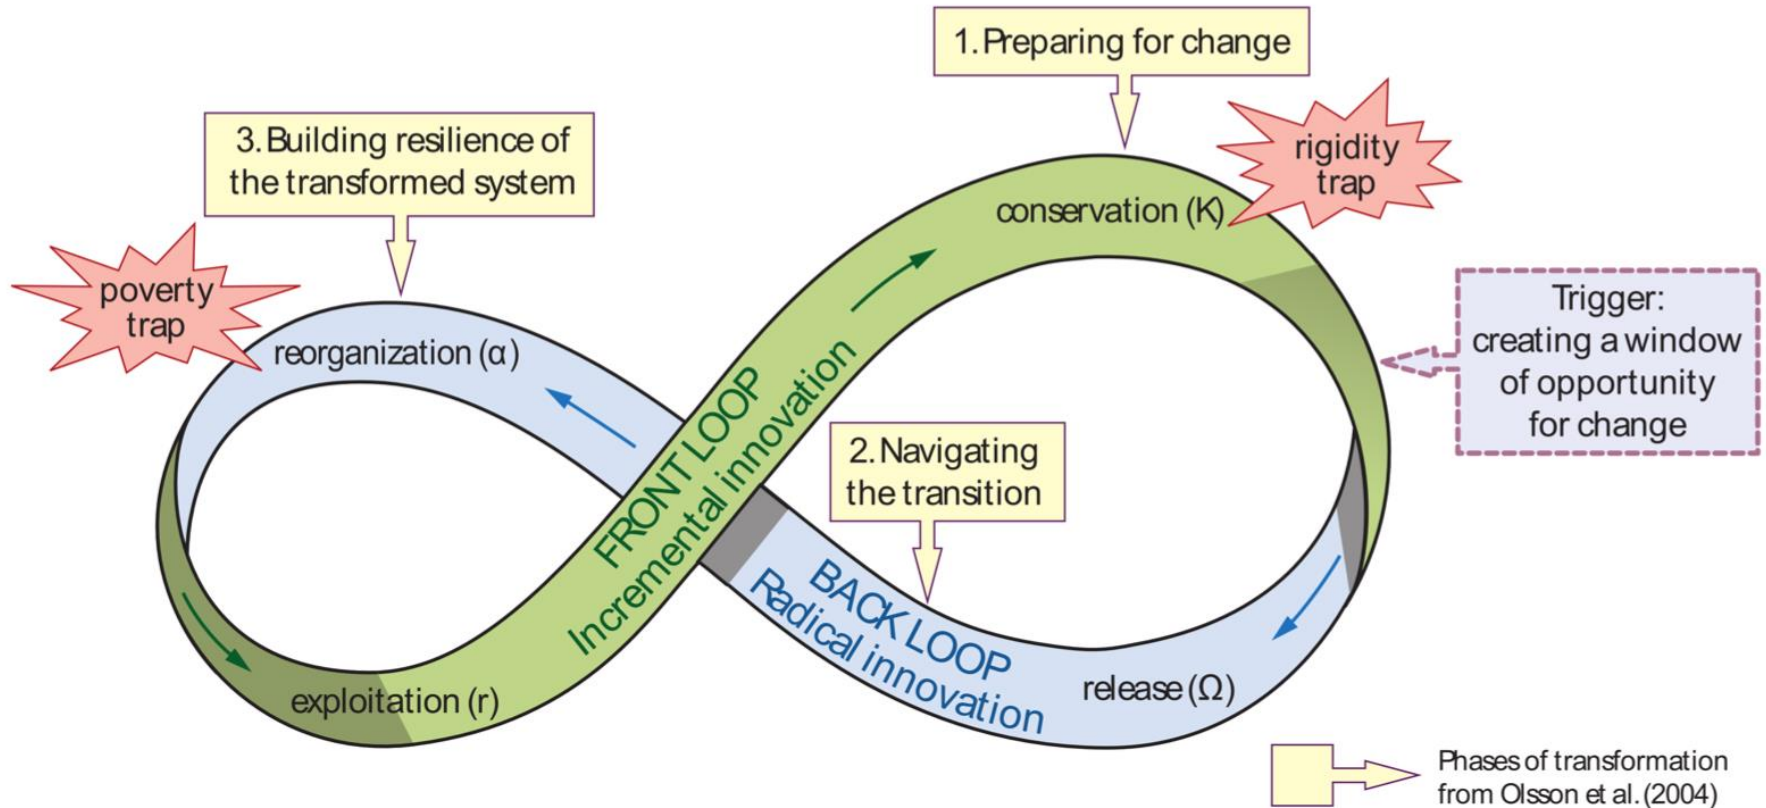 1. Preparing for change
rigidity
trap
3. Building resilience of
the transformed system
conservation (K)
poverty
trap
reorganization (α)
Trigger:
creating a window
of opportunity
for change
FRONT LOOP
Incremental innovation
2. Navigating
the transition
BACK LOOP
Radical innovation
exploitation (r)
release (Ω)
Phases of transformation
from Olsson et al. (2004)